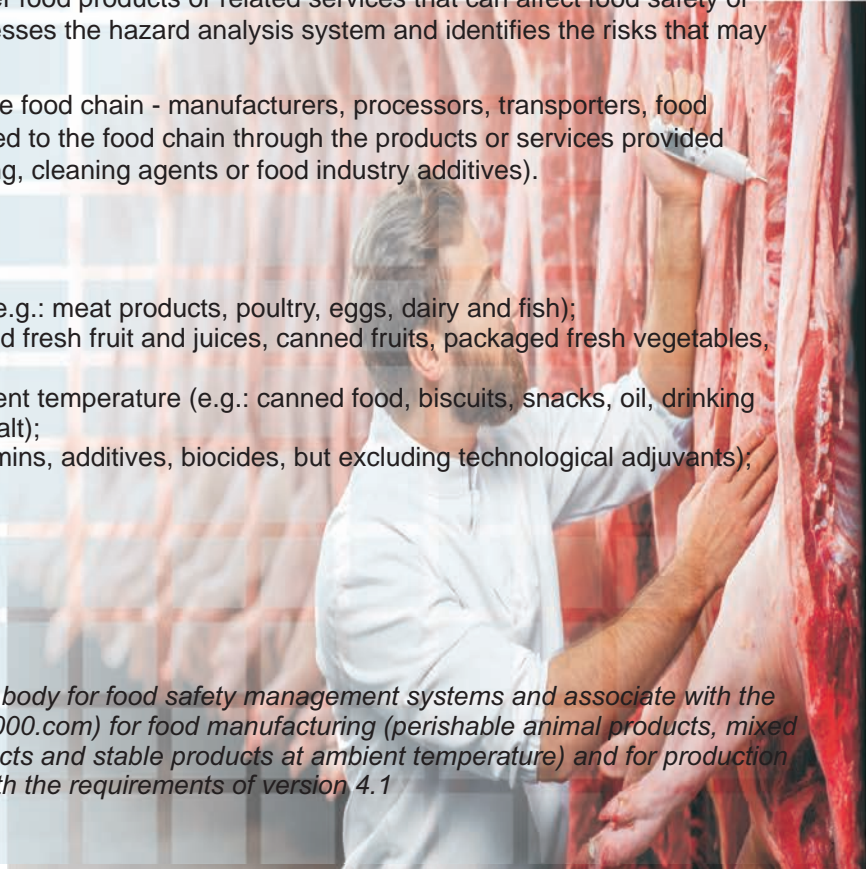 er food products or related services that can affect food safety or
esses the hazard analysis system and identifies the risks that may
e food chain - manufacturers, processors, transporters, food
ed to the food chain through the products or services provided
ng, cleaning agents or food industry additives).
e.g.: meat products, poultry, eggs, dairy and fish);
d fresh fruit and juices, canned fruits, packaged fresh vegetables,
ent temperature (e.g.: canned food, biscuits, snacks, oil, drinking
alt);
mins, additives, biocides, but excluding technological adjuvants);
body for food safety management systems and associate with the
000.com) for food manufacturing (perishable animal products, mixed
cts and stable products at ambient temperature) and for production
th the requirements of version 4.1